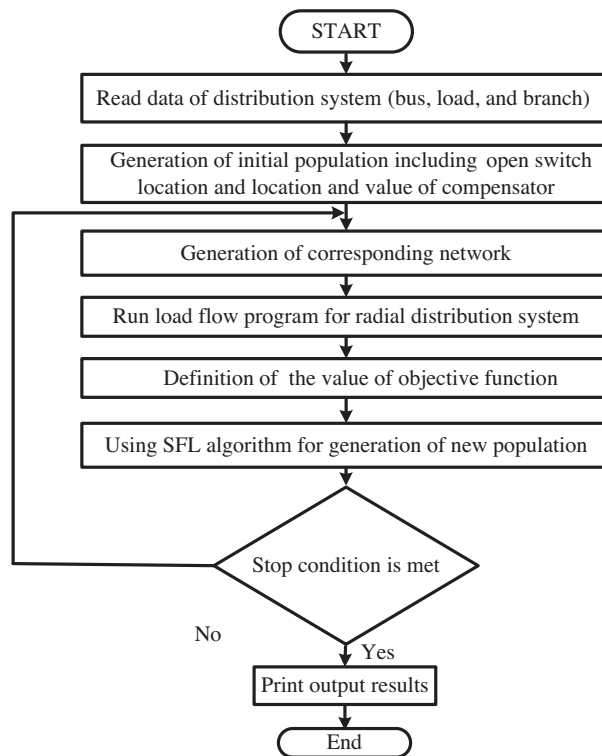 START
Read data of distribution system (bus, load, and branch)
Generation of initial population including open switch
location and location and value of compensator
Generation of corresponding network
Run load flow program for radial distribution system
Definition of the value of objective function
Using SFL algorithm for generation of new population
Stop condition is met
No
Yes
Print output results
End